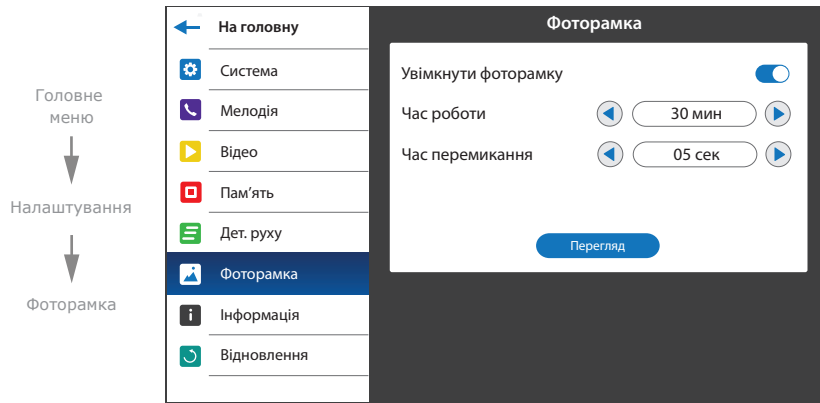 Головне
меню
Налаштування
Фоторамка
На головну
Система
Мелодія
Відео
Пам’ять
Дет. руху
Фоторамка
Інформація
Відновлення
Фоторамка
Увімкнути фоторамку
Час роботи
30 мин
Час перемикання
05 сек
Перегляд